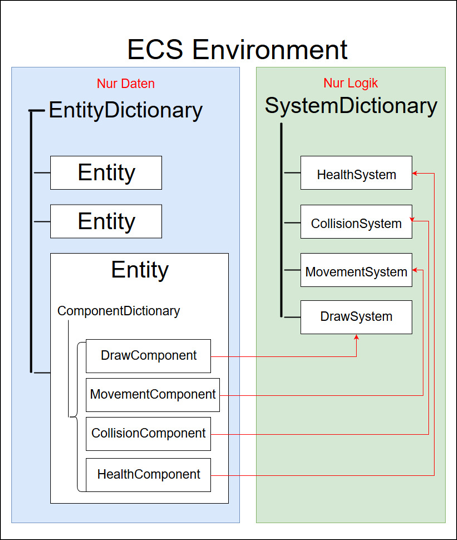 ECS Environment
Nur Daten
EntityDictionary
Entity
Entity
Entity
ComponentDictionary
DrawComponent
MovementComponent
CollisionComponent
HealthComponent
Nur Logik
SystemDictionary
HealthSystem
CollisionSystem
MovementSystem
DrawSystem